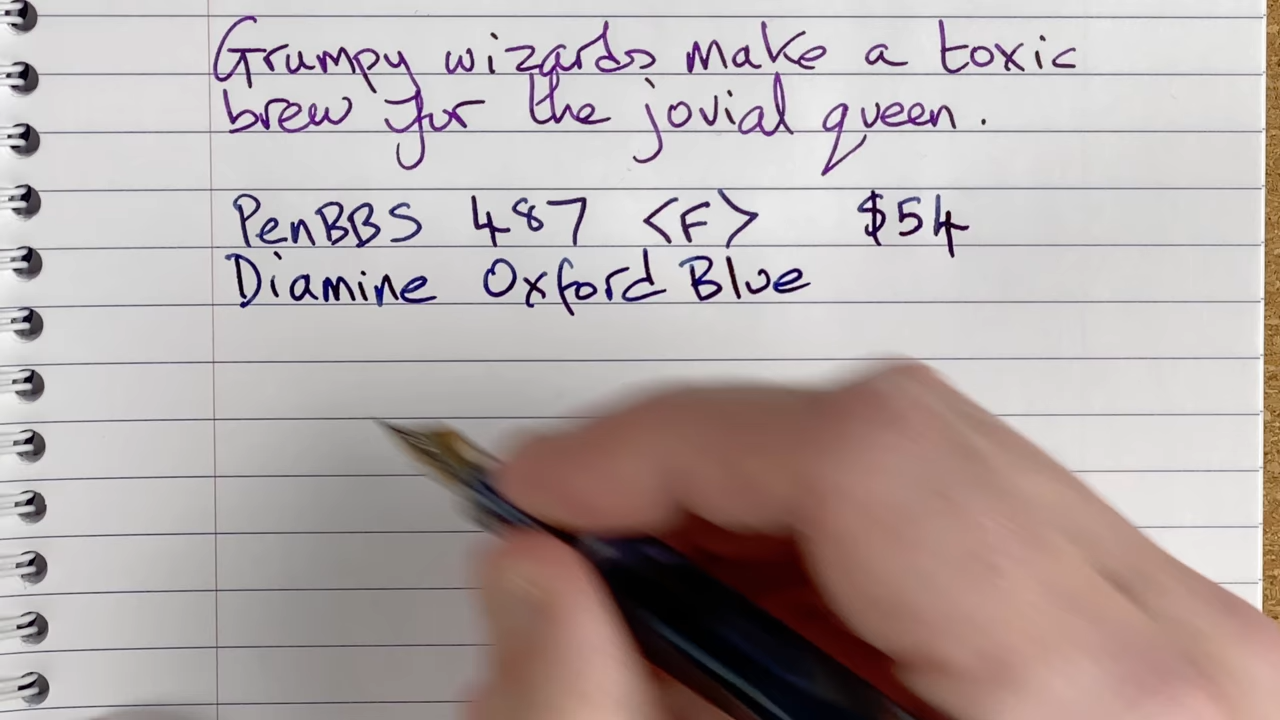 Grumpy wizards make a toxic
brew for the jovial queen.
PenBBS 487 <F> $54
Diamine Oxford Blue